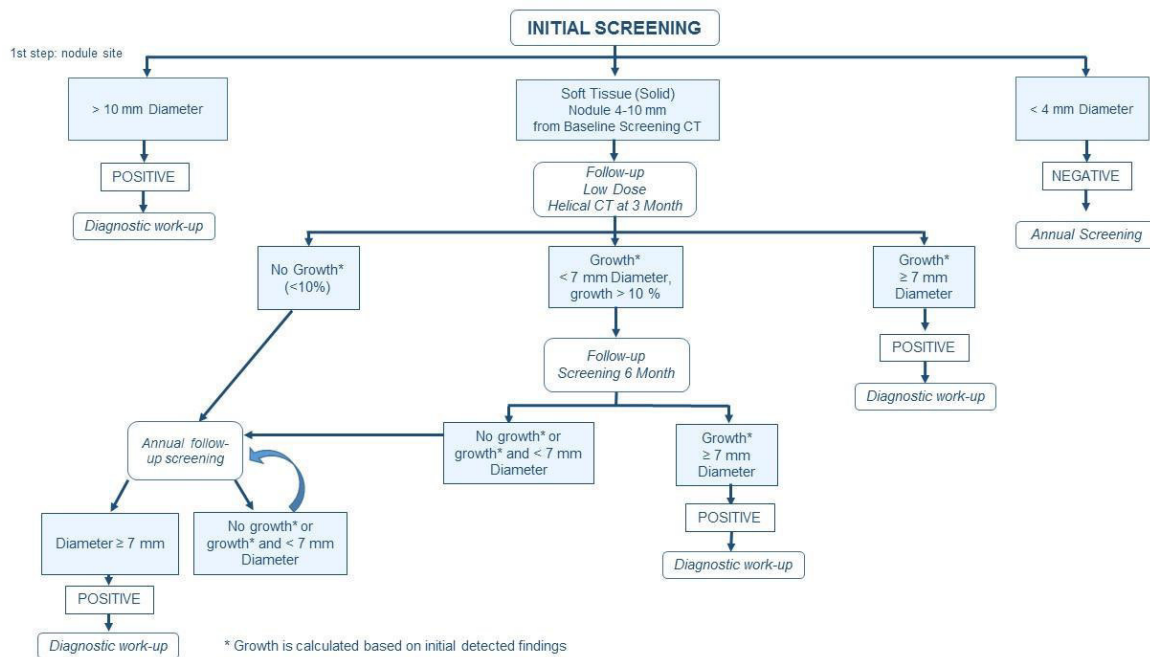 INITIAL SCREENING
1st step: nodule site
> 10 mm Diameter
Soft Tissue (Solid)
Nodule 4-10 mm
from Baseline Screening CT
< 4 mm Diameter
POSITIVE
Follow-up
Low Dose
Helical CT at 3 Month
NEGATIVE
Diagnostic work-up
Annual Screening
No Growth*
(<10%)
Growth*
< 7 mm Diameter,
growth > 10 %
Growth*
≥ 7 mm
Diameter
Follow-up
Screening 6 Month
POSITIVE
Diagnostic work-up
Annual follow-
up screening
No growth* or
growth* and < 7 mm
Diameter
Growth*
≥ 7 mm
Diameter
Diameter ≥ 7 mm
No growth* or
growth* and < 7 mm
Diameter
POSITIVE
Diagnostic work-up
POSITIVE
Diagnostic work-up
* Growth is calculated based on initial detected findings